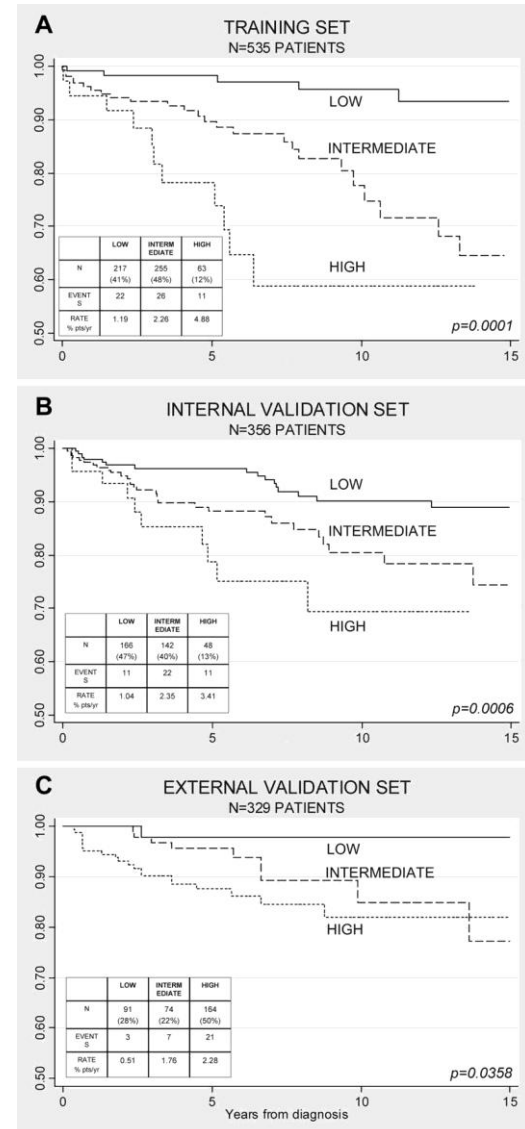 A
TRAINING SET
N=535 PATIENTS
1.00
0.90
0.80
0.70
0.60
0.50
LOW
INTERMEDIATE
HIGH
LOW INTERM EDIATE HIGH
N 217 (41%) 255 (48%) 63 (12%)
EVENT S 22 26 11
RATE % pts/yr 1.19 2.26 4.88
p=0.0001
0 5 10 15
B
INTERNAL VALIDATION SET
N=356 PATIENTS
1.00
0.90
0.80
0.70
0.60
0.50
LOW
INTERMEDIATE
HIGH
LOW INTERM EDIATE HIGH
N 166 (47%) 142 (40%) 48 (13%)
EVENT S 11 22 11
RATE % pts/yr 1.04 2.35 3.41
p=0.0006
0 5 10 15
C
EXTERNAL VALIDATION SET
N=329 PATIENTS
1.00
0.90
0.80
0.70
0.60
0.50
LOW
INTERMEDIATE
HIGH
LOW INTERM EDIATE HIGH
N 91 (28%) 74 (22%) 164 (50%)
EVENT S 3 7 21
RATE % pts/yr 0.51 1.76 2.28
p=0.0358
0 5 10 15
Years from diagnosis